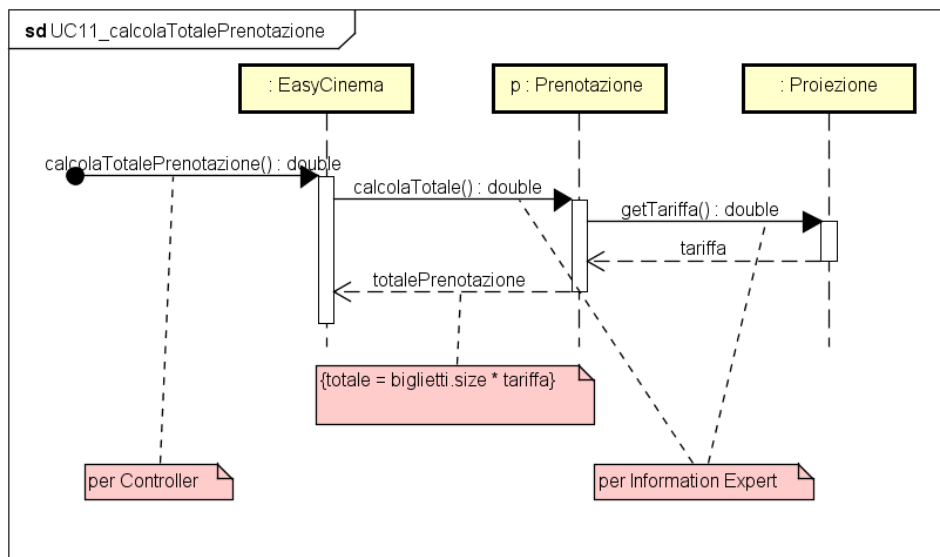 sd UC11_calcolaTotalePrenotazione
: EasyCinema
p : Prenotazione
: Proiezione
calcolaTotalePrenotazione() : double
calcolaTotale() : double
getTariffa() : double
tariffa
totalePrenotazione
{totale = biglietti.size * tariffa}
per Controller
per Information Expert